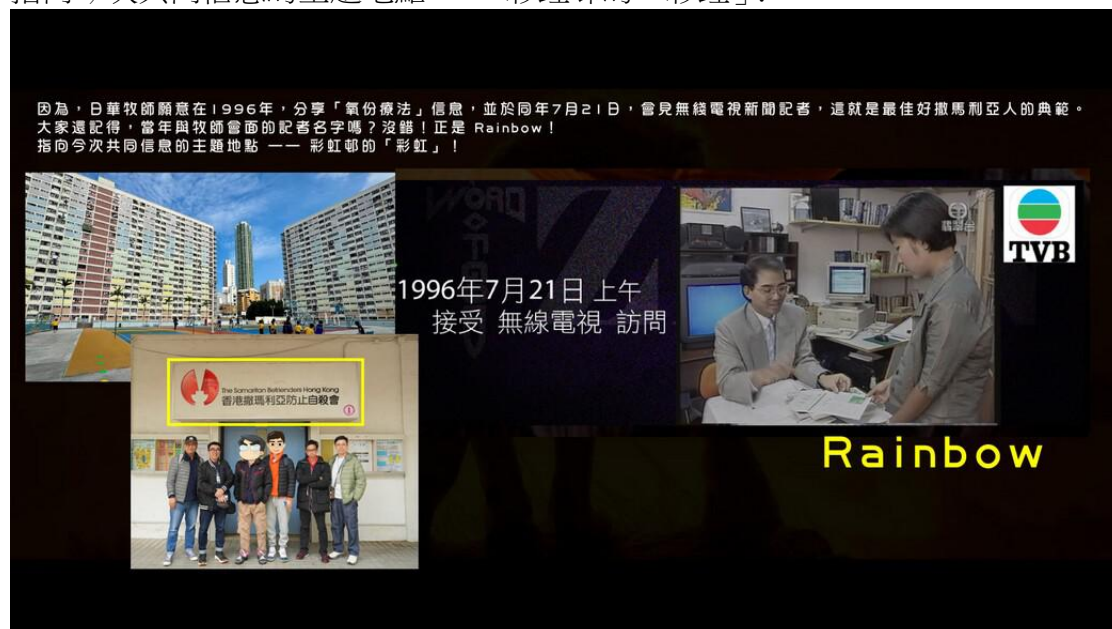 因為，日華牧師願意在1996年，分享「氧份療法」信息，並於同年7月21日，會見無綫電視新聞記者，這就是最佳好撒馬利亞人的典範。
大家還記得，當年與牧師會面的記者名字嗎？沒錯！正是 Rainbow！
指向今次共同信息的主題地點 —— 彩虹邨的「彩虹」！
翡翠台
TVB
1996年7月21日 上午
接受 無線電視 訪問
The Samaritan Befrienders Hong Kong
香港撒瑪利亞防止自殺會
Rainbow